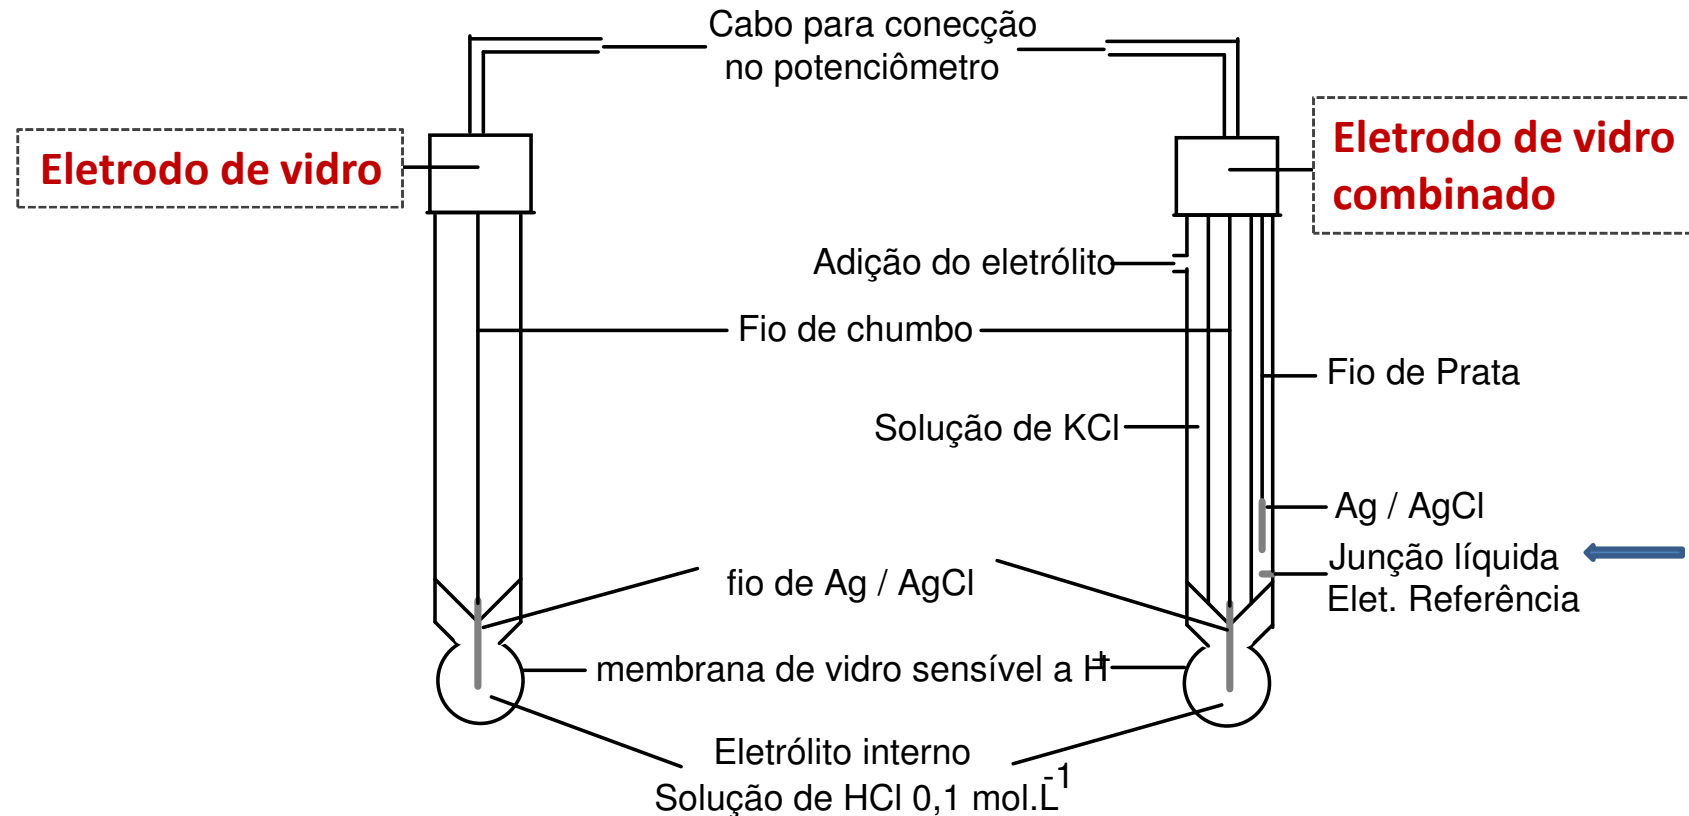 Cabo para conecção
no potenciômetro
Eletrodo de vidro
Eletrodo de vidro
combinado
Adição do eletrólito
Fio de chumbo
Fio de Prata
Solução de KCl
Ag / AgCl
Junção líquida
Elet. Referência
fio de Ag / AgCl
membrana de vidro sensível a H+
Eletrólito interno
Solução de HCl 0,1 mol.L-1